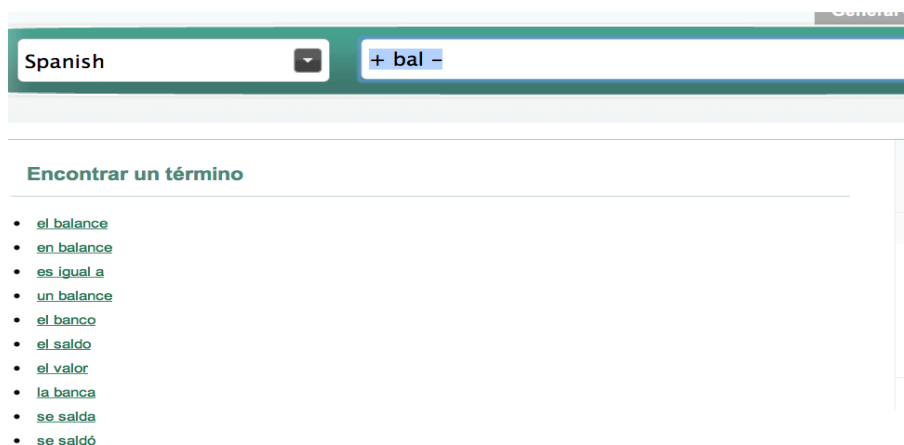 General
Spanish + bal –
Encontrar un término
• el balance
• en balance
• es igual a
• un balance
• el banco
• el saldo
• el valor
• la banca
• se salda
• se saldó